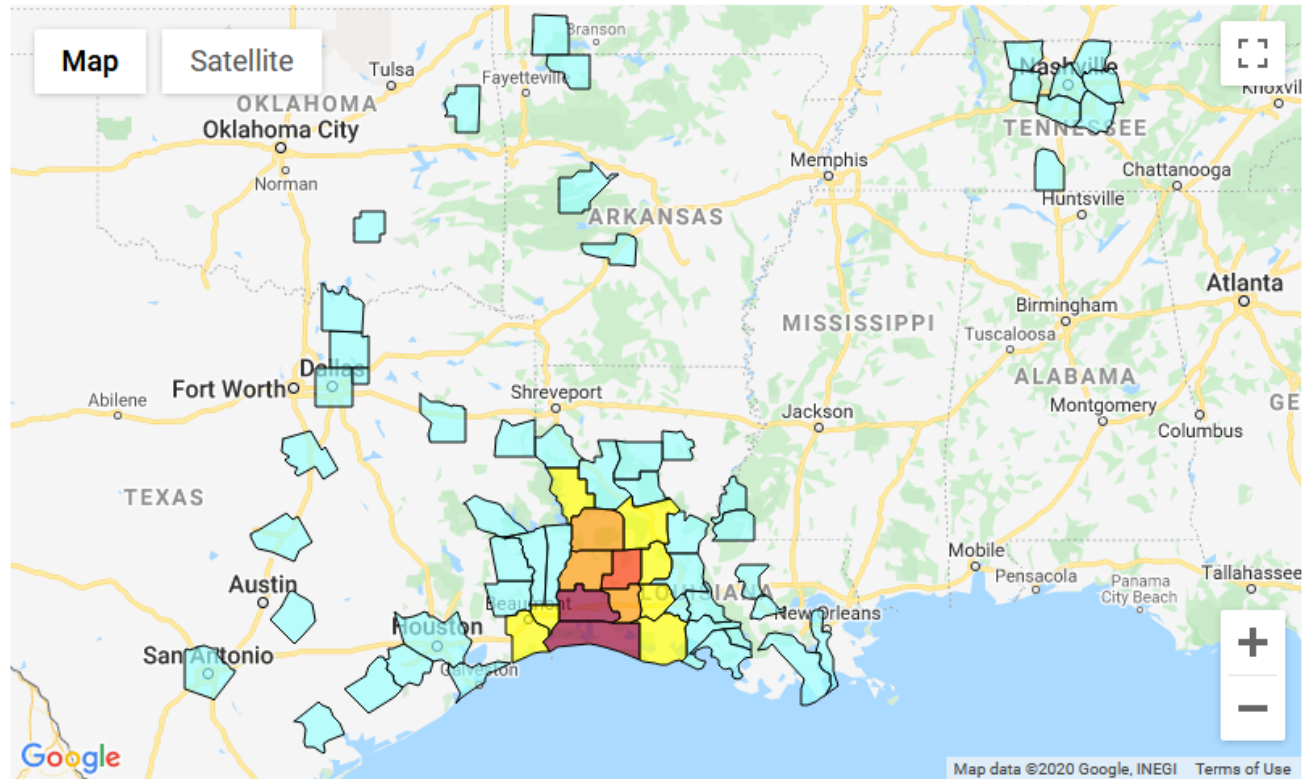 Map
Satellite
Branson
Tulsa
Fayetteville
Nashville
Knoxvil
OKLAHOMA
Oklahoma City
TENNESSEE
Norman
Memphis
Chattanooga
Huntsville
ARKANSAS
Atlanta
Birmingham
MISSISSIPPI
Tuscaloosa
Dallas
Fort Worth
ALABAMA
Abilene
Shreveport
Jackson
Montgomery
GE
Columbus
TEXAS
Mobile
Pensacola
Tallahassee
Panama
City Beach
Austin
LOUISIANA
Beaumont
New Orleans
Houston
San Antonio
Galveston
Google
Map data ©2020 Google, INEGI
Terms of Use